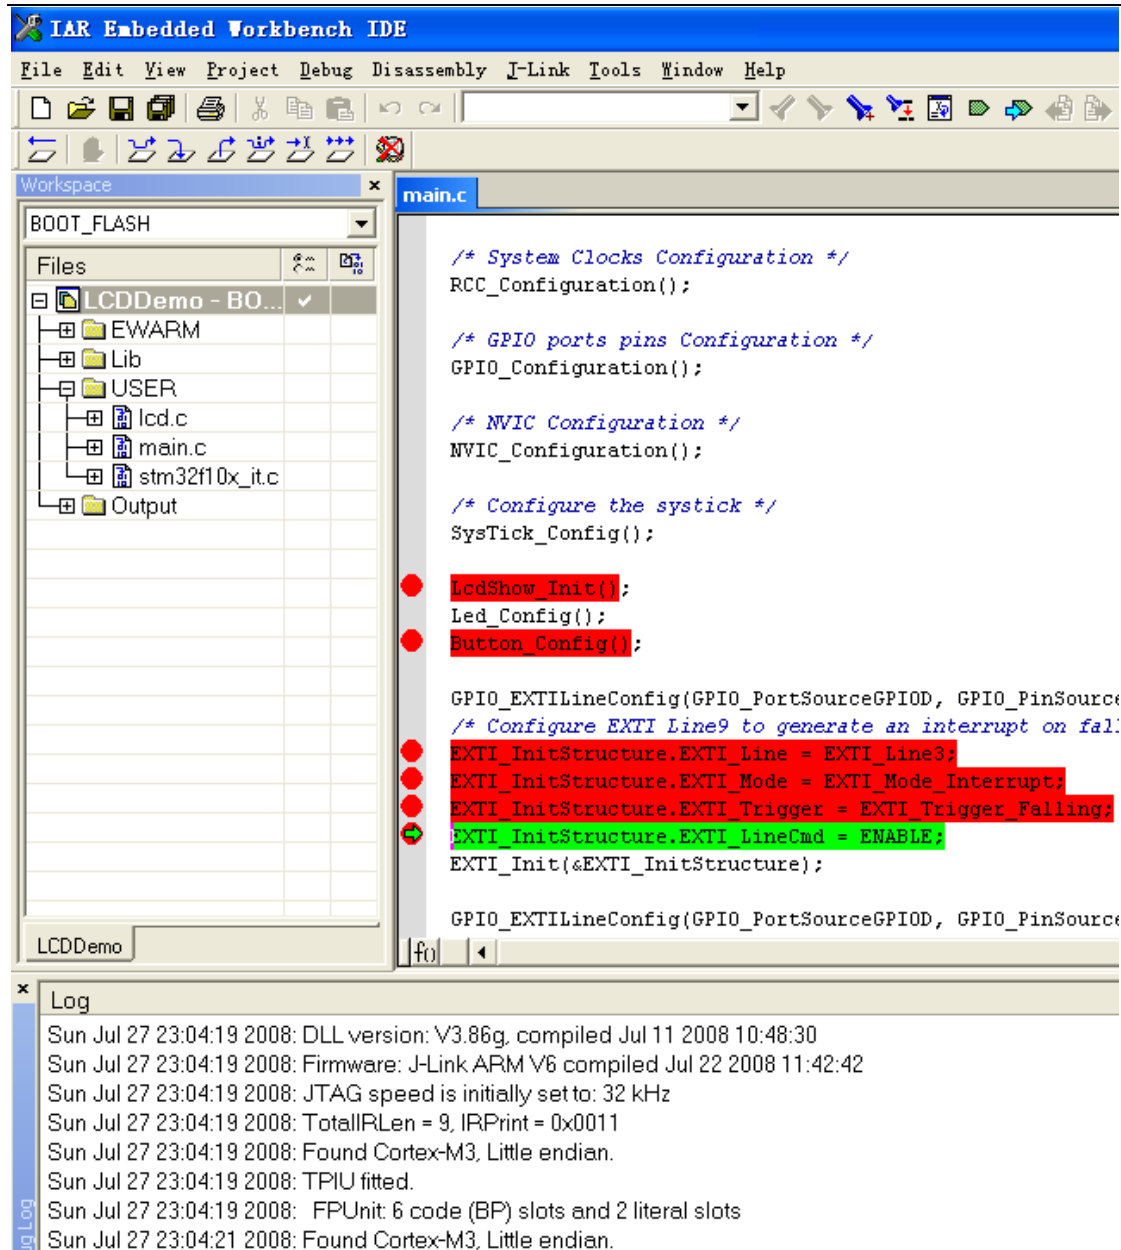 IAR Embedded Workbench IDE
File Edit View Project Debug Disassembly J-Link Tools Window Help
Workspace
BOOT_FLASH
Files
LCDDemo - BO...
EWARM
Lib
USER
lcd.c
main.c
stm32f10x_it.c
Output
LCDDemo
main.c
/* System Clocks Configuration */
RCC_Configuration();
/* GPIO ports pins Configuration */
GPIO_Configuration();
/* NVIC Configuration */
NVIC_Configuration();
/* Configure the systick */
SysTick_Config();
LcdShow_Init();
Led_Config();
Button_Config();
GPIO_EXTILineConfig(GPIO_PortSourceGPIOD, GPIO_PinSource
/* Configure EXTI Line9 to generate an interrupt on fal
EXTI_InitStructure.EXTI_Line = EXTI_Line3;
EXTI_InitStructure.EXTI_Mode = EXTI_Mode_Interrupt;
EXTI_InitStructure.EXTI_Trigger = EXTI_Trigger_Falling;
EXTI_InitStructure.EXTI_LineCmd = ENABLE;
EXTI_Init(&EXTI_InitStructure);
GPIO_EXTILineConfig(GPIO_PortSourceGPIOD, GPIO_PinSource
f()
Log
Sun Jul 27 23:04:19 2008: DLL version: V3.86g, compiled Jul 11 2008 10:48:30
Sun Jul 27 23:04:19 2008: Firmware: J-Link ARM V6 compiled Jul 22 2008 11:42:42
Sun Jul 27 23:04:19 2008: JTAG speed is initially set to: 32 kHz
Sun Jul 27 23:04:19 2008: TotalIRLen = 9, IRPrint = 0x0011
Sun Jul 27 23:04:19 2008: Found Cortex-M3, Little endian.
Sun Jul 27 23:04:19 2008: TPIU fitted.
Sun Jul 27 23:04:19 2008: FPUnit: 6 code (BP) slots and 2 literal slots
Sun Jul 27 23:04:21 2008: Found Cortex-M3, Little endian.
Log